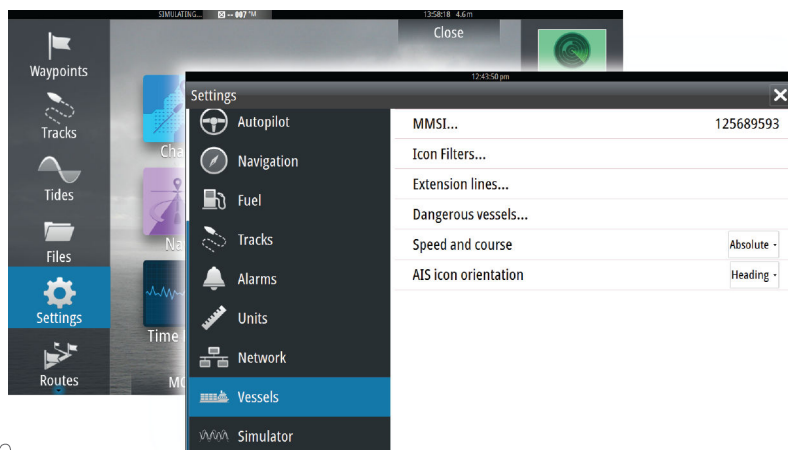 SIMULATING... -- 007 °M 13:58:18 4.6 m
Close
Waypoints
Tracks
Tides
Files
Settings
Routes
12:43:50 pm
Settings
Autopilot
Navigation
Fuel
Tracks
Alarms
Units
Network
Vessels
Simulator
MMSI... 125689593
Icon Filters...
Extension lines...
Dangerous vessels...
Speed and course Absolute
AIS icon orientation Heading